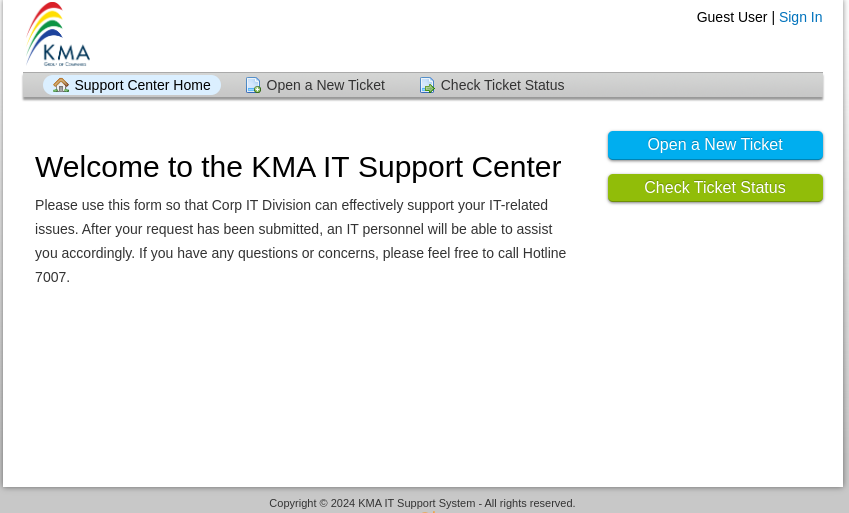 KMA
GROUP OF COMPANIES
Guest User | Sign In
Support Center Home
Open a New Ticket
Check Ticket Status
Open a New Ticket
Check Ticket Status
Welcome to the KMA IT Support Center
Please use this form so that Corp IT Division can effectively support your IT-related
issues. After your request has been submitted, an IT personnel will be able to assist
you accordingly. If you have any questions or concerns, please feel free to call Hotline
7007.
Copyright © 2024 KMA IT Support System - All rights reserved.